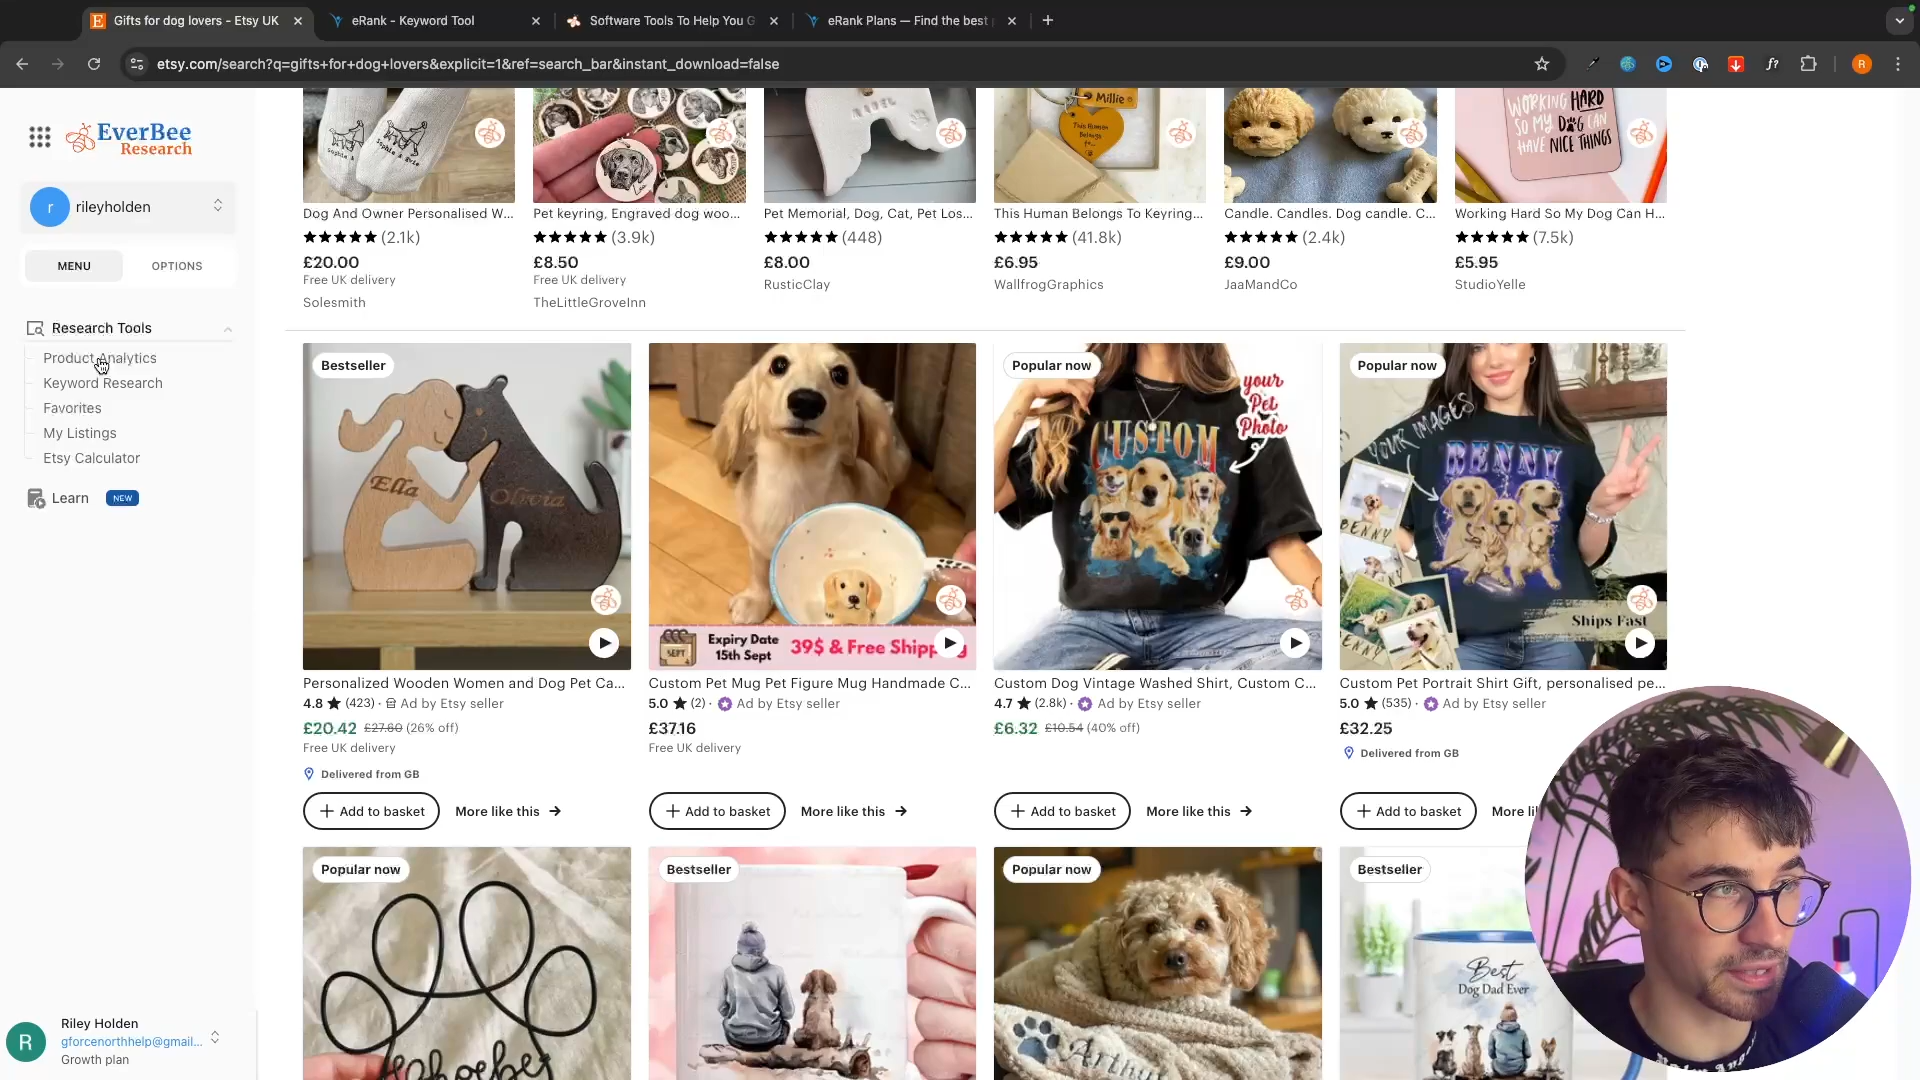 Gifts for dog lovers - Etsy UK
eRank - Keyword Tool
Software Tools To Help You G
eRank Plans — Find the best
etsy.com/search?q=gifts+for+dog+lovers&explicit=1&ref=search_bar&instant_download=false
f?
R
EverBee
Research
r
rileyholden
MENU
OPTIONS
Research Tools
Product Analytics
Keyword Research
Favorites
My Listings
Etsy Calculator
Learn
NEW
Millie
This Human
Belongs
WORKING HARD
SO MY DOG CAN
HAVE NICE THINGS
Dog And Owner Personalised W...
(2.1k)
£20.00
Free UK delivery
Solesmith
Pet keyring, Engraved dog woo...
(3.9k)
£8.50
Free UK delivery
TheLittleGroveInn
Pet Memorial, Dog, Cat, Pet Los...
(448)
£8.00
RusticClay
This Human Belongs To Keyring...
(41.8k)
£6.95
WallfrogGraphics
Candle. Candles. Dog candle. C...
(2.4k)
£9.00
JaaMandCo
Working Hard So My Dog Can H...
(7.5k)
£5.95
StudioYelle
Bestseller
Ella
Olivia
Personalized Wooden Women and Dog Pet Ca...
4.8 (423) · Ad by Etsy seller
£20.42 £27.60 (26% off)
Free UK delivery
Delivered from GB
+ Add to basket
More like this
SEPT
Expiry Date
15th Sept
39$ & Free Shipp
Custom Pet Mug Pet Figure Mug Handmade C...
5.0 (2) · Ad by Etsy seller
£37.16
Free UK delivery
+ Add to basket
More like this
Popular now
your
Pet
Photo
CUSTOM
Custom Dog Vintage Washed Shirt, Custom C...
4.7 (2.8k) · Ad by Etsy seller
£6.32 £10.54 (40% off)
+ Add to basket
More like this
Popular now
YOUR IMAGES
BENNY
BENNY
Ships Fast
Custom Pet Portrait Shirt Gift, personalised pe...
5.0 (535) · Ad by Etsy seller
£32.25
Delivered from GB
+ Add to basket
More li
Popular now
Bestseller
Popular now
Arthur
Bestseller
Best
Dog Dad Ever
R
Riley Holden
gforcenorthhelp@gmail...
Growth plan